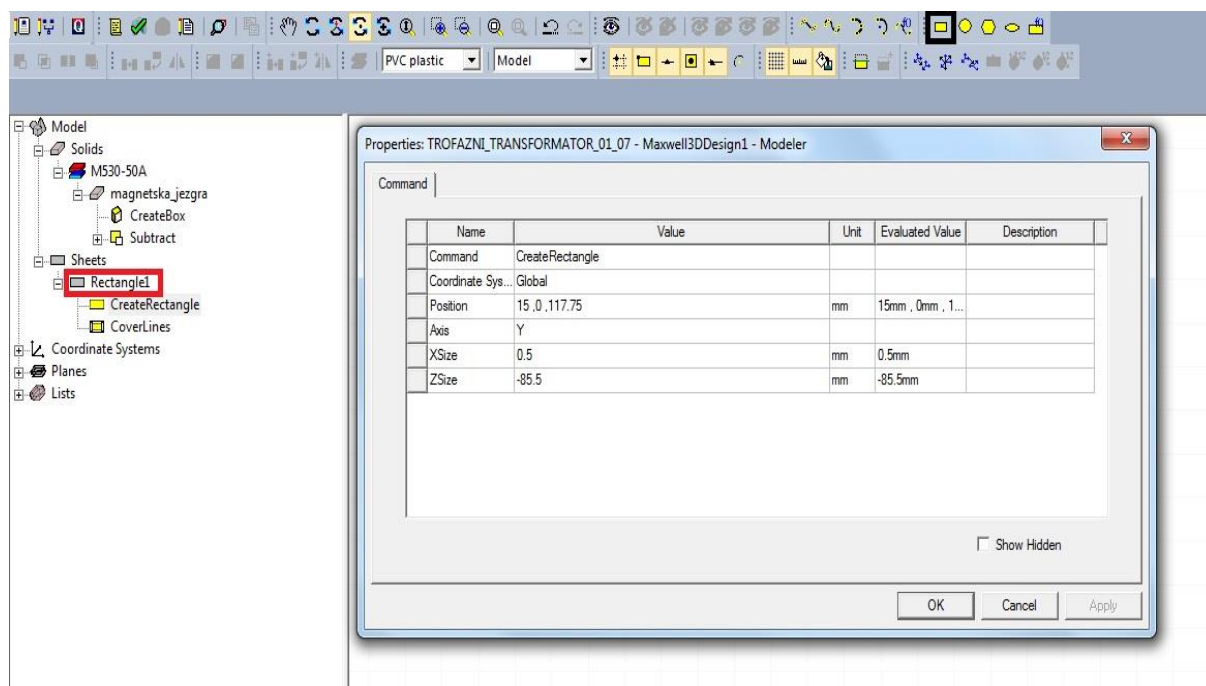 PVC plastic
Model
Model
Solids
M530-50A
magnetska_jezgra
CreateBox
Subtract
Sheets
Rectangle1
CreateRectangle
CoverLines
Coordinate Systems
Planes
Lists
Properties: TROFAZNI_TRANSFORMATOR_01_07 - Maxwell3DDesign1 - Modeler
Command
Name Value Unit Evaluated Value Description
Command CreateRectangle
Coordinate Sys... Global
Position 15 ,0 ,117.75 mm 15mm , 0mm , 1...
Axis Y
XSize 0.5 mm 0.5mm
ZSize -85.5 mm -85.5mm
Show Hidden
OK Cancel Apply